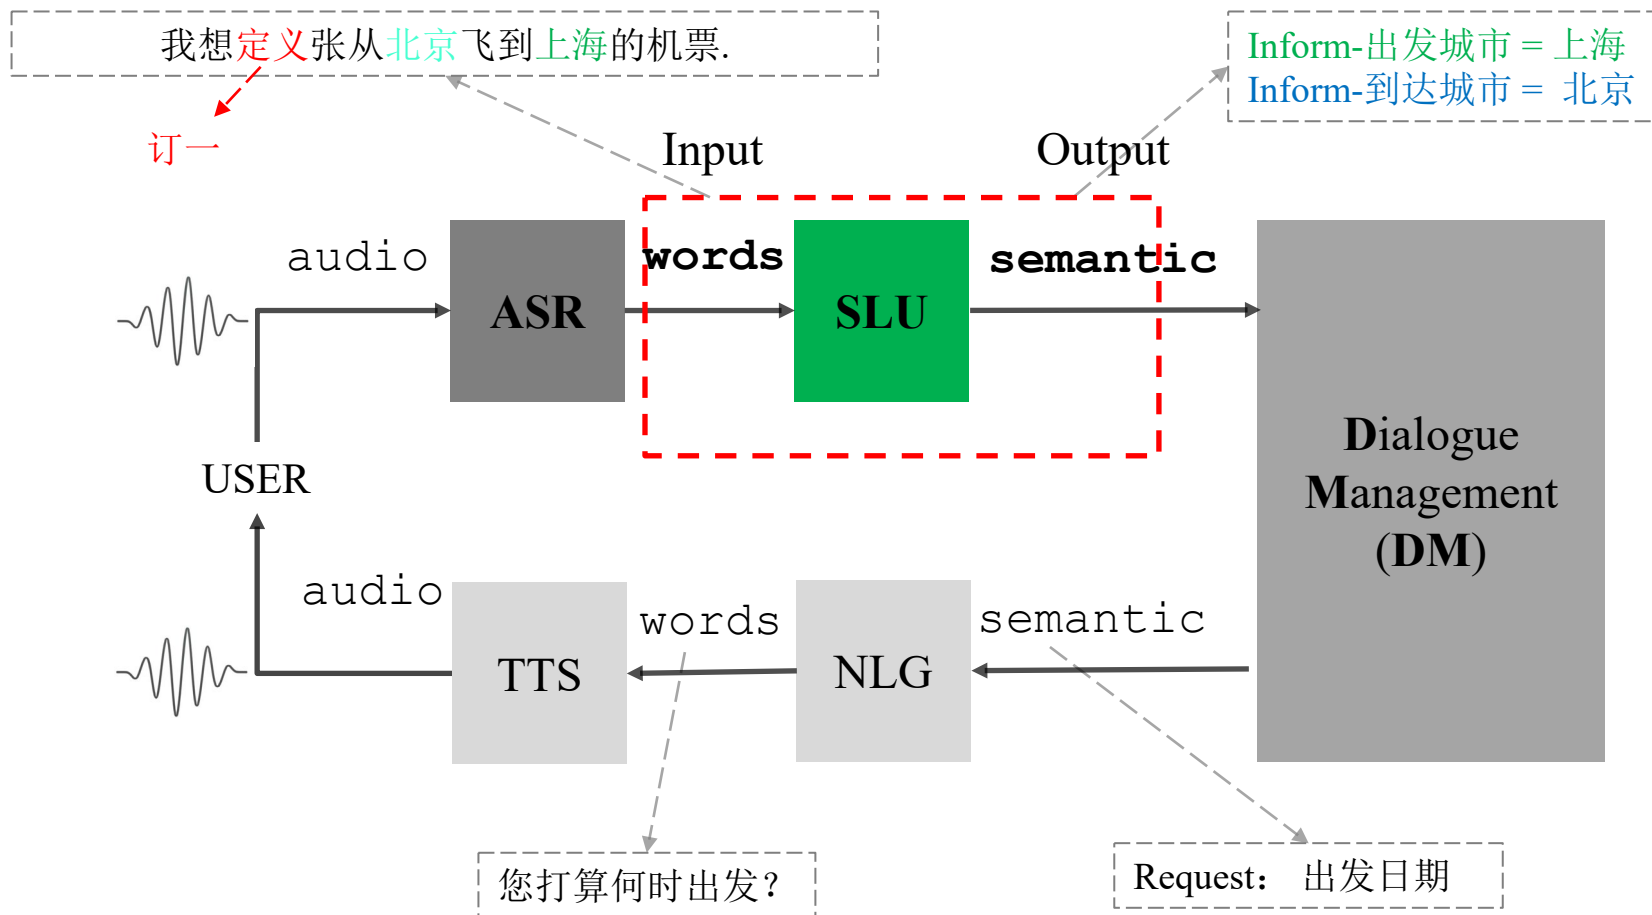 我想定义张从北京飞到上海的机票.
Inform-出发城市 = 上海
Inform-到达城市 = 北京
订一
Input
Output
audio
ASR
words
SLU
semantic
Dialogue
Management
(DM)
USER
audio
TTS
words
NLG
semantic
您打算何时出发？
Request： 出发日期